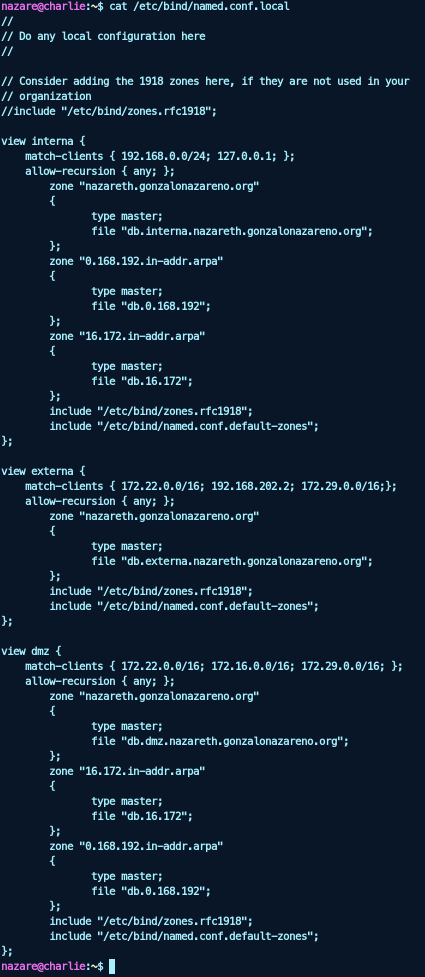 nazare@charlie:~$ cat /etc/bind/named.conf.local
//
// Do any local configuration here
//

// Consider adding the 1918 zones here, if they are not used in your
// organization
//include "/etc/bind/zones.rfc1918";

view interna {
    match-clients { 192.168.0.0/24; 127.0.0.1; };
    allow-recursion { any; };
        zone "nazareth.gonzalonazareno.org"
        {
               type master;
               file "db.interna.nazareth.gonzalonazareno.org";
        };
        zone "0.168.192.in-addr.arpa"
        {
               type master;
               file "db.0.168.192";
        };
        zone "16.172.in-addr.arpa"
        {
               type master;
               file "db.16.172";
        };
        include "/etc/bind/zones.rfc1918";
        include "/etc/bind/named.conf.default-zones";
};

view externa {
    match-clients { 172.22.0.0/16; 192.168.202.2; 172.29.0.0/16;};
    allow-recursion { any; };
        zone "nazareth.gonzalonazareno.org"
        {
               type master;
               file "db.externa.nazareth.gonzalonazareno.org";
        };
        include "/etc/bind/zones.rfc1918";
        include "/etc/bind/named.conf.default-zones";
};

view dmz {
    match-clients { 172.22.0.0/16; 172.16.0.0/16; 172.29.0.0/16; };
    allow-recursion { any; };
        zone "nazareth.gonzalonazareno.org"
        {
               type master;
               file "db.dmz.nazareth.gonzalonazareno.org";
        };
        zone "16.172.in-addr.arpa"
        {
               type master;
               file "db.16.172";
        };
        zone "0.168.192.in-addr.arpa"
        {
               type master;
               file "db.0.168.192";
        };
        include "/etc/bind/zones.rfc1918";
        include "/etc/bind/named.conf.default-zones";
};
nazare@charlie:~$